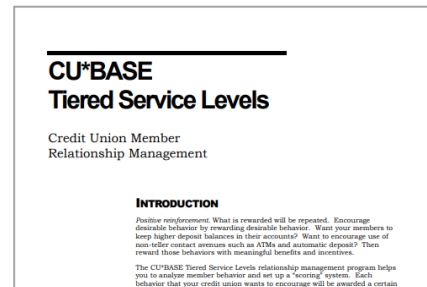 CU*BASE
Tiered Service Levels
Credit Union Member
Relationship Management
INTRODUCTION
Positive reinforcement. What is rewarded will be repeated. Encourage
desirable behavior by rewarding desirable behavior. Want your members to
keep higher deposit balances in their accounts? Want to encourage use of
non-teller contact avenues such as ATMs and automatic deposit? Then
reward those behaviors with meaningful benefits and incentives.
The CU*BASE Tiered Service Levels relationship management program helps
you to analyze member behavior and set up a "scoring" system. Each
behavior that your credit union wants to encourage will be awarded a certain